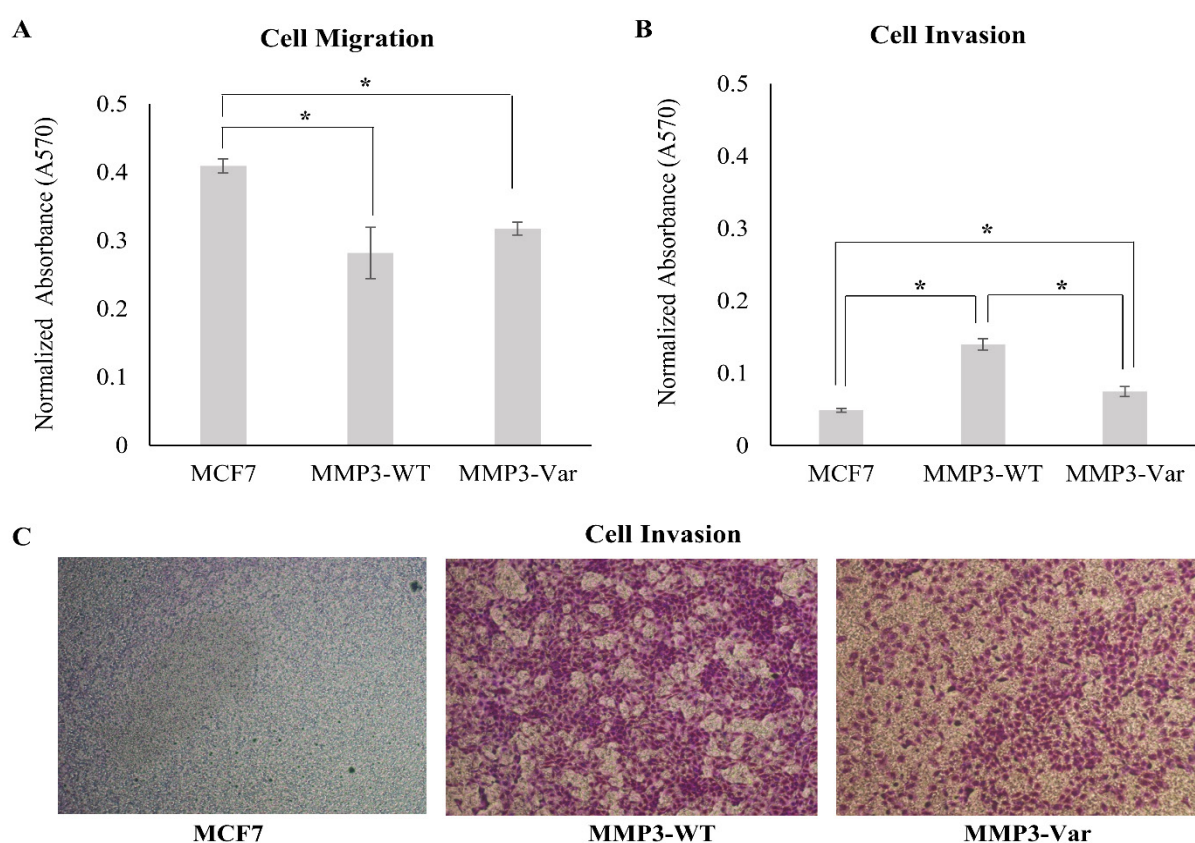 A
Cell Migration
Normalized Absorbance (A570)
0.5
0.4
0.3
0.2
0.1
0
*
*
MCF7
MMP3-WT
MMP3-Var
B
Cell Invasion
Normalized Absorbance (A570)
0.5
0.4
0.3
0.2
0.1
0
*
*
*
MCF7
MMP3-WT
MMP3-Var
C
Cell Invasion
MCF7
MMP3-WT
MMP3-Var